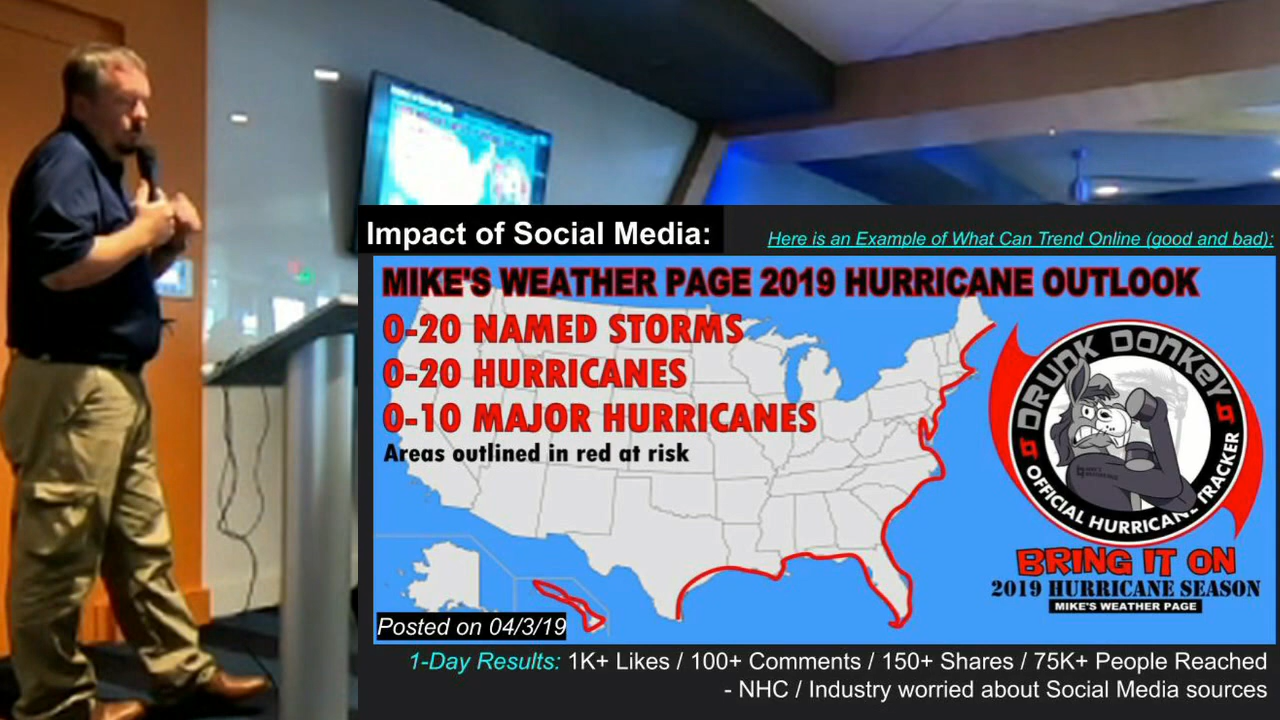 Impact of Social Media:
Here is an Example of What Can Trend Online (good and bad):
MIKE'S WEATHER PAGE 2019 HURRICANE OUTLOOK
0-20 NAMED STORMS
0-20 HURRICANES
0-10 MAJOR HURRICANES
Areas outlined in red at risk
DRUNK DONKEY
OFFICIAL HURRICANE TRACKER
BRING IT ON
2019 HURRICANE SEASON
MIKE'S WEATHER PAGE
Posted on 04/3/19
1-Day Results: 1K+ Likes / 100+ Comments / 150+ Shares / 75K+ People Reached
- NHC / Industry worried about Social Media sources